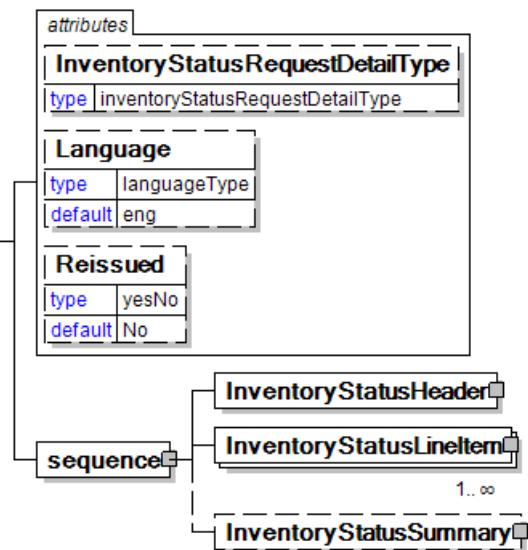 attributes
InventoryStatusRequestDetailType
type inventoryStatusRequestDetailType
Language
type languageType
default eng
Reissued
type yesNo
default No
InventoryStatusHeader
sequence
InventoryStatusLineItem
1..∞
InventoryStatusSummary